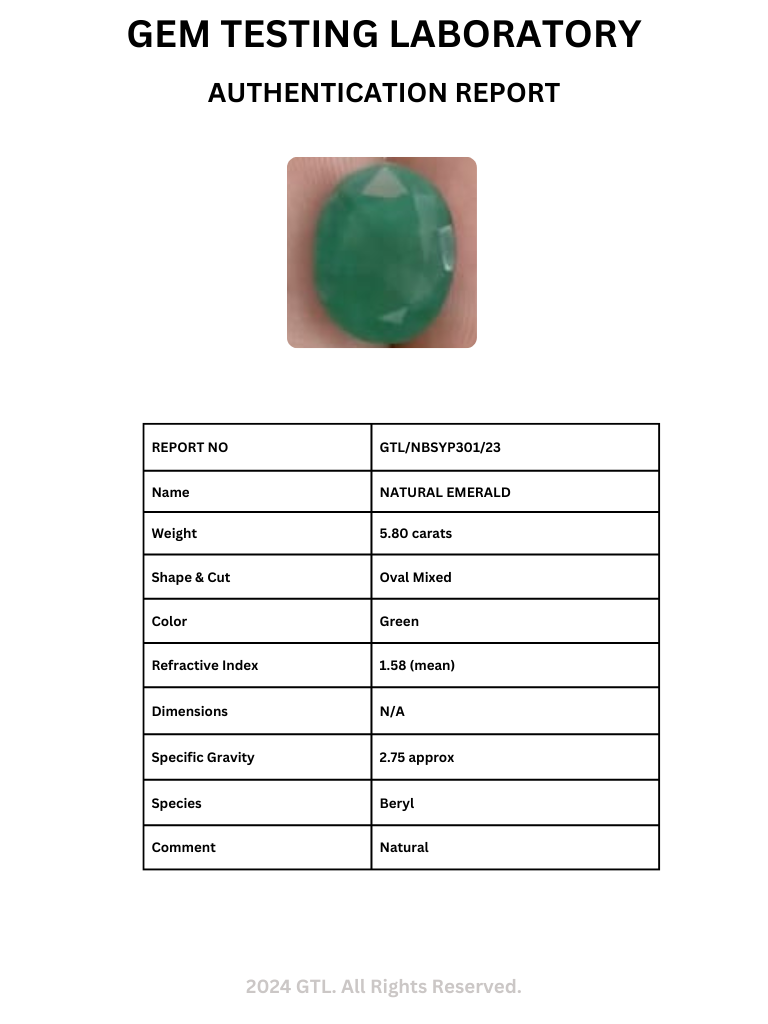 GEM TESTING LABORATORY
AUTHENTICATION REPORT
REPORT NO GTL/NBSYP301/23
Name NATURAL EMERALD
Weight 5.80 carats
Shape & Cut Oval Mixed
Color Green
Refractive Index 1.58 (mean)
Dimensions N/A
Specific Gravity 2.75 approx
Species Beryl
Comment Natural
2024 GTL. All Rights Reserved.